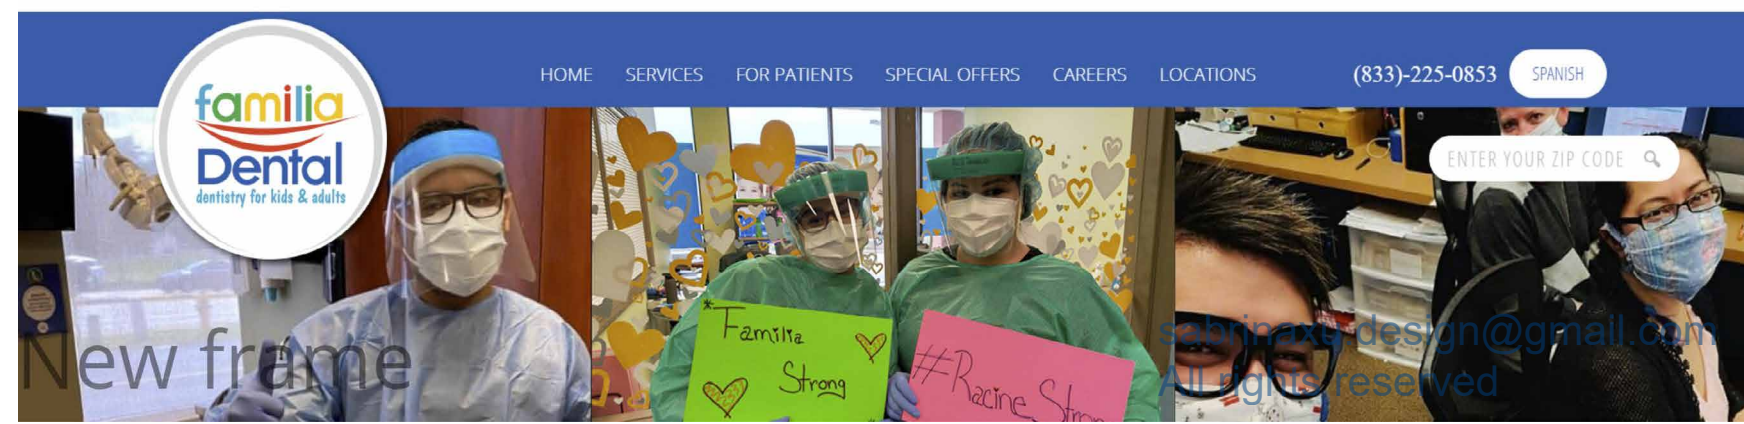 familia
Dental
dentistry for kids & adults
HOME SERVICES FOR PATIENTS SPECIAL OFFERS CAREERS LOCATIONS (833)-225-0853 SPANISH
ENTER YOUR ZIP CODE
*Familia
Strong
#Racine
New frame
sabrinaxu.design@gmail.com
All rights reserved